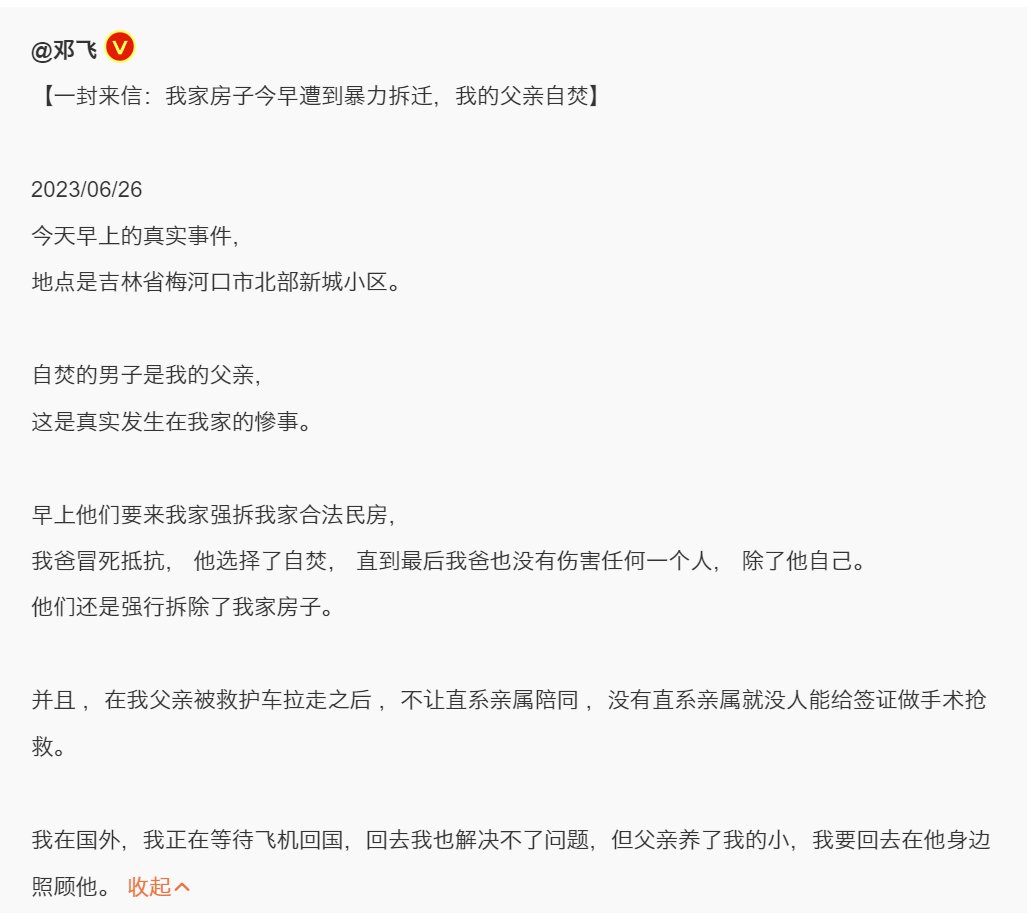 @邓飞
【一封来信：我家房子今早遭到暴力拆迁，我的父亲自焚】
2023/06/26
今天早上的真实事件，
地点是吉林省梅河口市北部新城小区。
自焚的男子是我的父亲，
这是真实发生在我家的惨事。
早上他们要来我家强拆我家合法民房，
我爸冒死抵抗， 他选择了自焚， 直到最后我爸也没有伤害任何一个人， 除了他自己。
他们还是强行拆除了我家房子。
并且 ，在我父亲被救护车拉走之后 ，不让直系亲属陪同 ，没有直系亲属就没人能给签证做手术抢
救。
我在国外，我正在等待飞机回国，回去我也解决不了问题，但父亲养了我的小，我要回去在他身边
照顾他。 收起